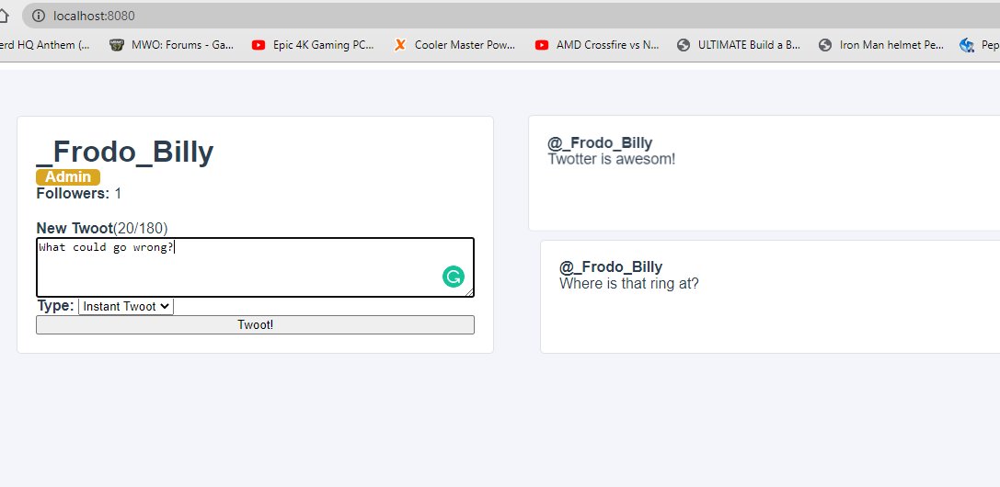 localhost:8080
erd HQ Anthem (... MWO: Forums - Ga... Epic 4K Gaming PC... Cooler Master Pow... AMD Crossfire vs N... ULTIMATE Build a B... Iron Man helmet Pe... Pep
_Frodo_Billy
Admin
Followers: 1
New Twoot(20/180)
What could go wrong?
Type: Instant Twoot
Twoot!
@_Frodo_Billy
Twotter is awesom!
@_Frodo_Billy
Where is that ring at?